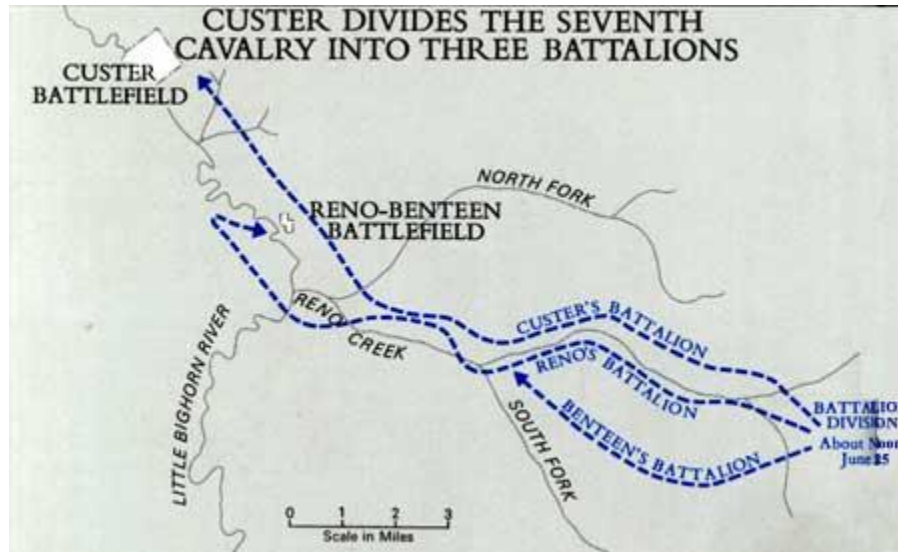 CUSTER DIVIDES THE SEVENTH
CAVALRY INTO THREE BATTALIONS
CUSTER
BATTLEFIELD
NORTH FORK
RENO-BENTEEN
BATTLEFIELD
RENO CREEK
CUSTER'S BATTALION
RENO'S BATTALION
BENTEEN'S BATTALION
BATTALIO
DIVISION
About Noon
June 25
LITTLE BIGHORN RIVER
SOUTH FORK
0 1 2 3
Scale in Miles